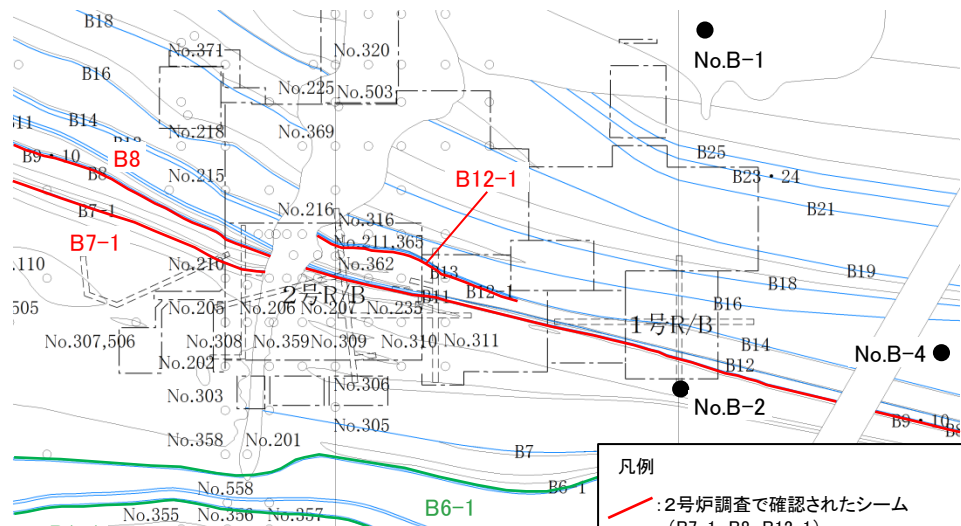 B18
No.371
No.320
No.B-1
B16
No.225
No.503
B14
No.218
No.369
B25
B9・10
B8
B8
No.215
B12-1
B23・24
B7-1
No.216
No.316
B21
B7-1
No.211,365
No.210
No.362
B13
B19
2号R/B
B11
B12-1
B18
B16
No.205
No.206
No.207
No.235
1号R/B
No.307,506
No.308
No.359
No.309
No.310
No.311
B14
No.B-4
No.202
B12
No.303
No.306
No.B-2
No.305
B9・10
No.358
No.201
B7
凡例
No.558
B6-1
B6-1
:2号炉調査で確認されたシーム
No.355
No.356
No.357
(B7-1, B8, B12-1)